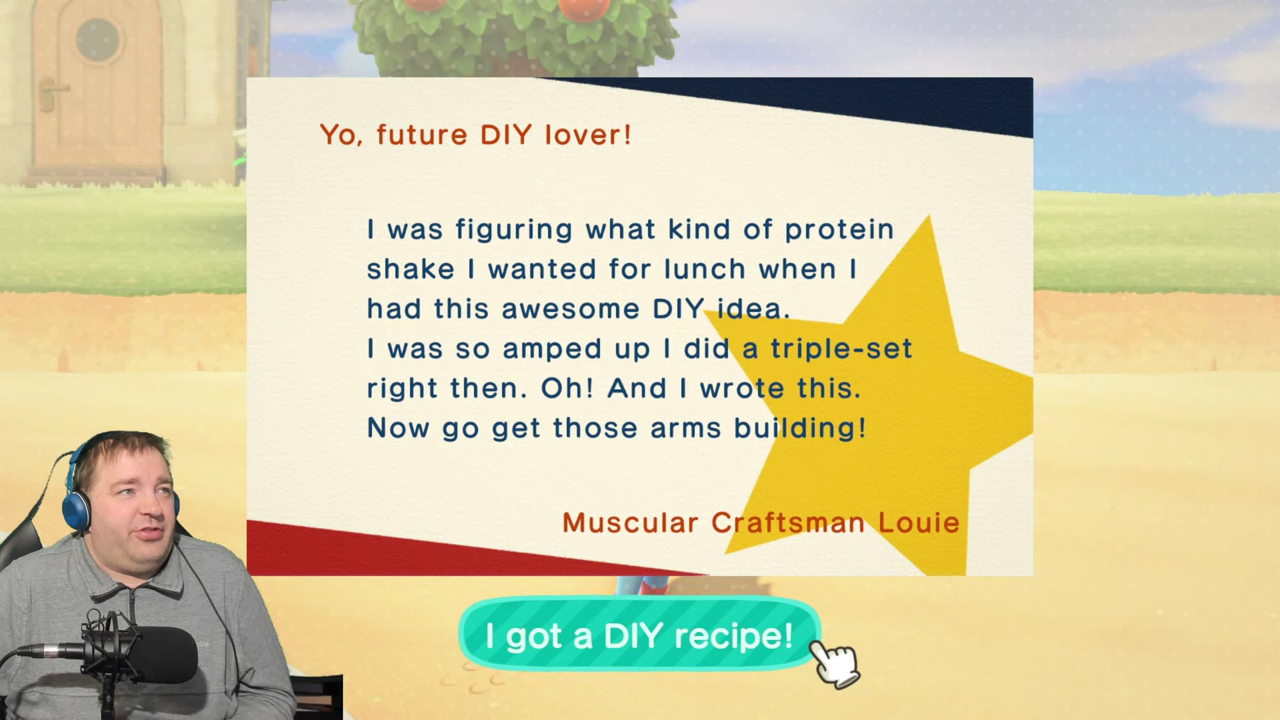 Yo, future DIY lover!
I was figuring what kind of protein
shake I wanted for lunch when I
had this awesome DIY idea.
I was so amped up I did a triple-set
right then. Oh! And I wrote this.
Now go get those arms building!
Muscular Craftsman Louie
I got a DIY recipe!